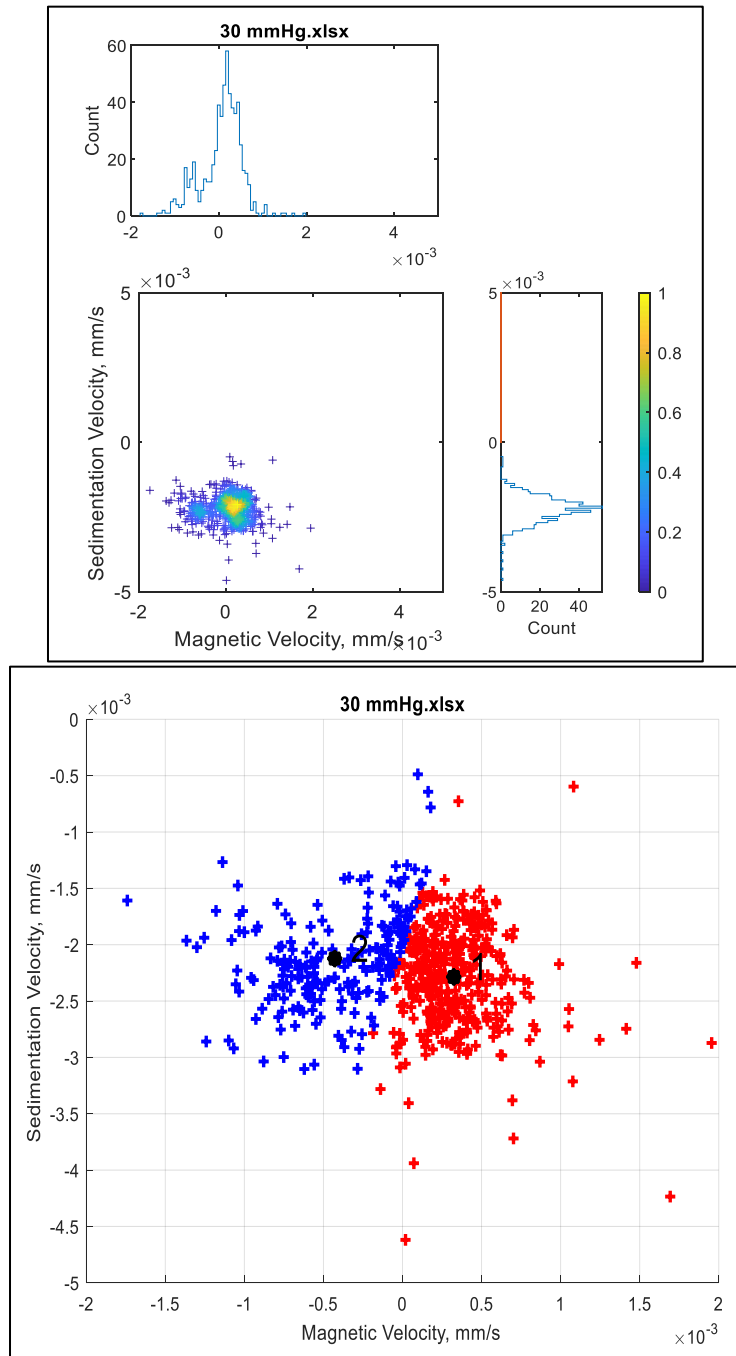 30 mmHg.xlsx
60
40
20
0
Count
-2 0 2 4
×10⁻³
×10⁻³
5
0
-5
Sedimentation Velocity, mm/s
-2 0 2 4
Magnetic Velocity, mm/s
×10⁻³
×10⁻³
5
0
-5
0 20 40
Count
1
0.8
0.6
0.4
0.2
0
30 mmHg.xlsx
×10⁻³
0
-0.5
-1
-1.5
-2
-2.5
-3
-3.5
-4
-4.5
-5
Sedimentation Velocity, mm/s
2
1
-2 -1.5 -1 -0.5 0 0.5 1 1.5 2
Magnetic Velocity, mm/s
×10⁻³